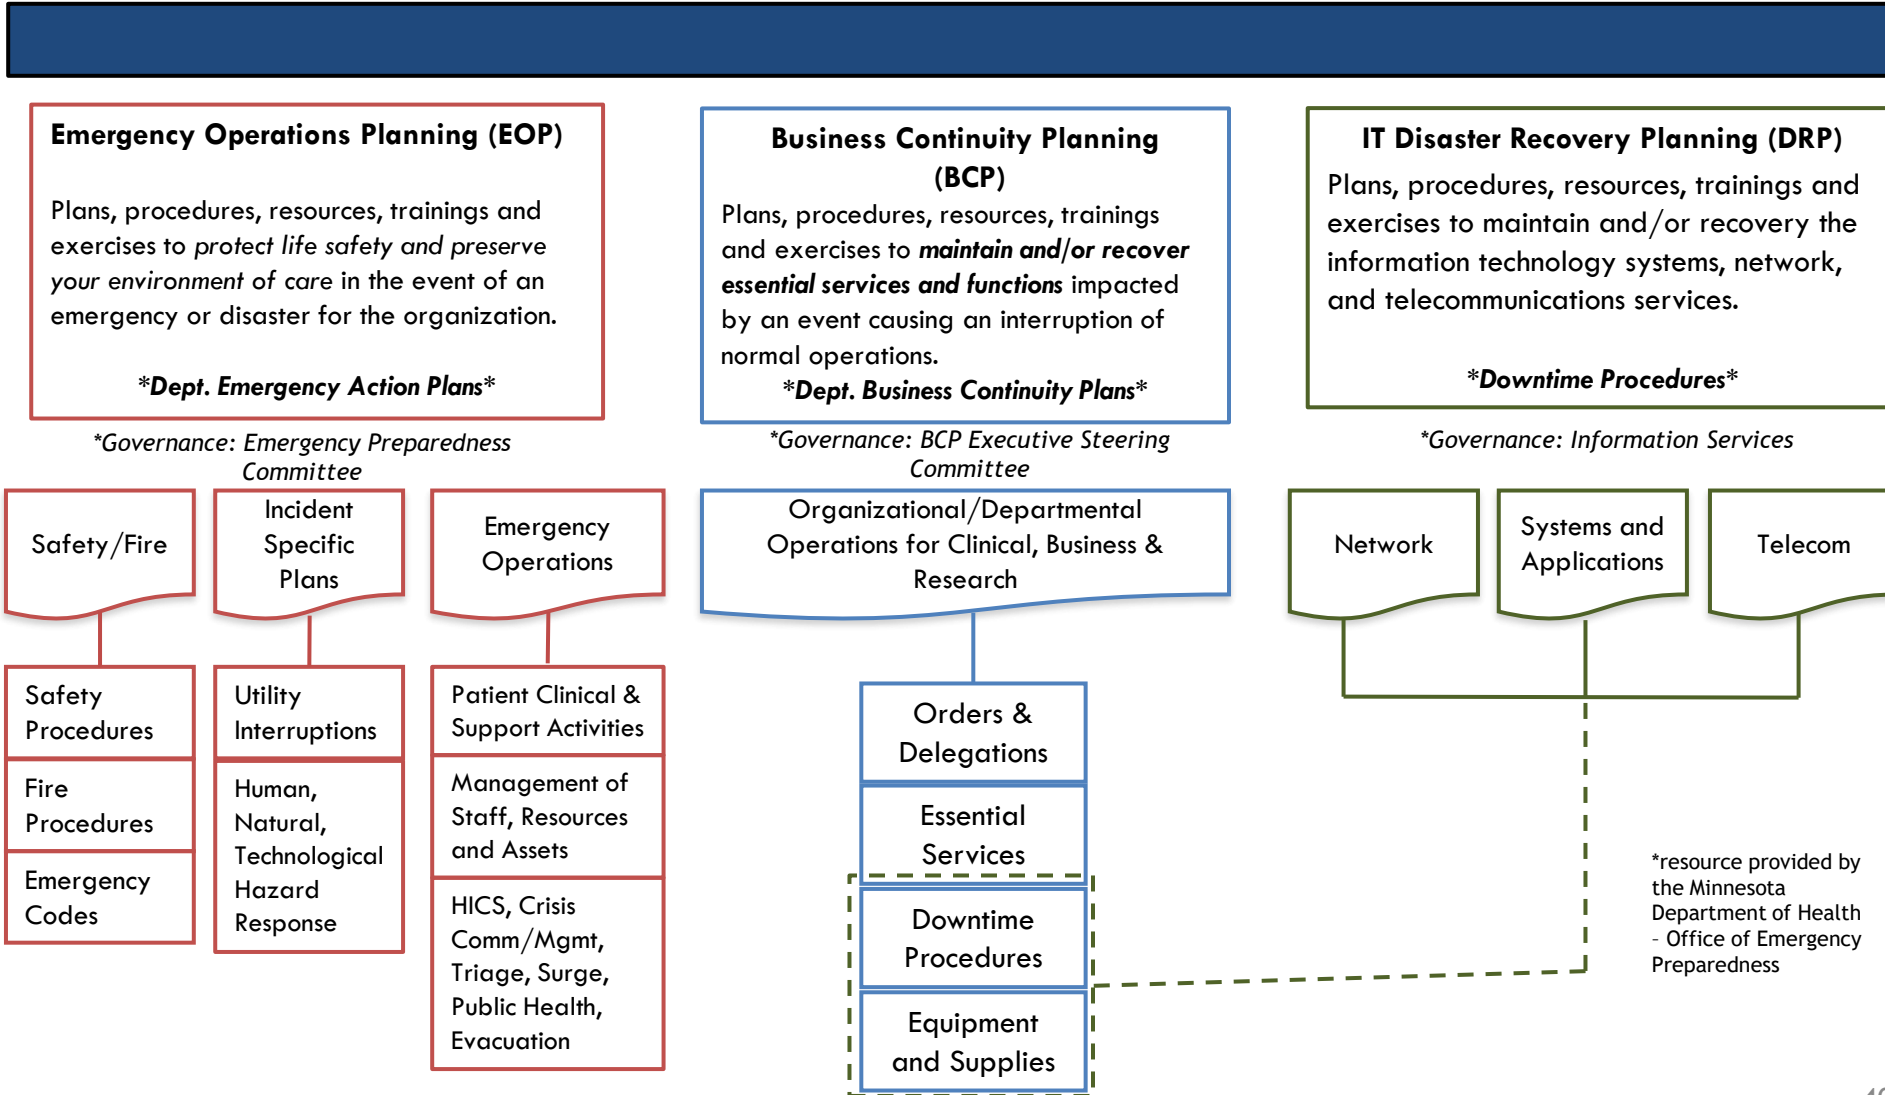 Emergency Operations Planning (EOP)
Plans, procedures, resources, trainings and
exercises to protect life safety and preserve
your environment of care in the event of an
emergency or disaster for the organization.
*Dept. Emergency Action Plans*
*Governance: Emergency Preparedness
Committee
Safety/Fire
Incident
Specific
Plans
Emergency
Operations
Safety
Procedures
Fire
Procedures
Emergency
Codes
Utility
Interruptions
Human,
Natural,
Technological
Hazard
Response
Patient Clinical &
Support Activities
Management of
Staff, Resources
and Assets
HICS, Crisis
Comm/Mgmt,
Triage, Surge,
Public Health,
Evacuation
Business Continuity Planning
(BCP)
Plans, procedures, resources, trainings
and exercises to maintain and/or recover
essential services and functions impacted
by an event causing an interruption of
normal operations.
*Dept. Business Continuity Plans*
*Governance: BCP Executive Steering
Committee
Organizational/Departmental
Operations for Clinical, Business &
Research
Orders &
Delegations
Essential
Services
Downtime
Procedures
Equipment
and Supplies
IT Disaster Recovery Planning (DRP)
Plans, procedures, resources, trainings and
exercises to maintain and/or recovery the
information technology systems, network,
and telecommunications services.
*Downtime Procedures*
*Governance: Information Services
Network
Systems and
Applications
Telecom
*resource provided by
the Minnesota
Department of Health
– Office of Emergency
Preparedness